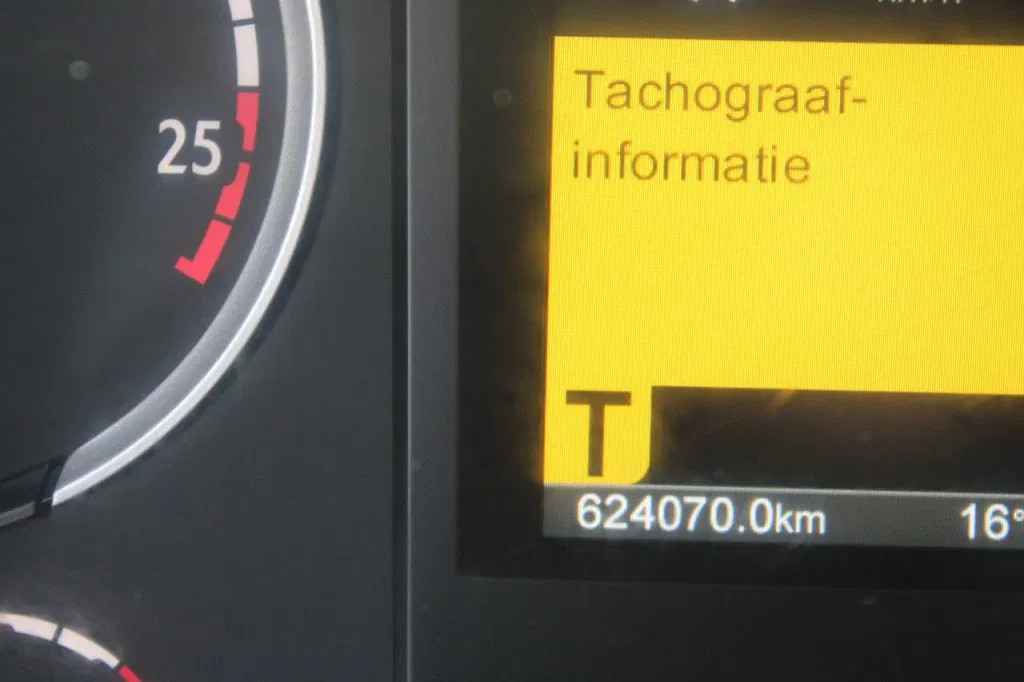 25
Tachograaf-
informatie
T
624070.0km
16°